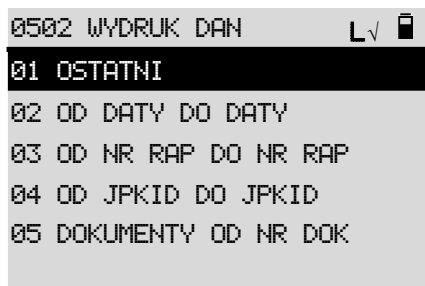 0502 WYDRUK DAN L√
01 OSTATNI
02 OD DATY DO DATY
03 OD NR RAP DO NR RAP
04 OD JPKID DO JPKID
05 DOKUMENTY OD NR DOK